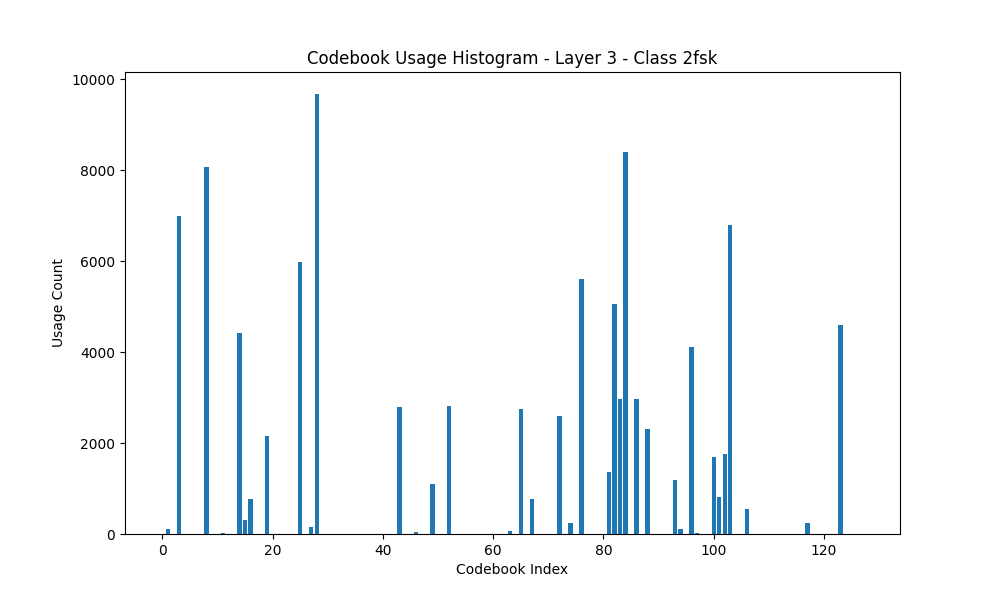 Codebook Usage Histogram - Layer 3 - Class 2fsk
10000
8000
6000
4000
2000
0
Usage Count
0 20 40 60 80 100 120
Codebook Index